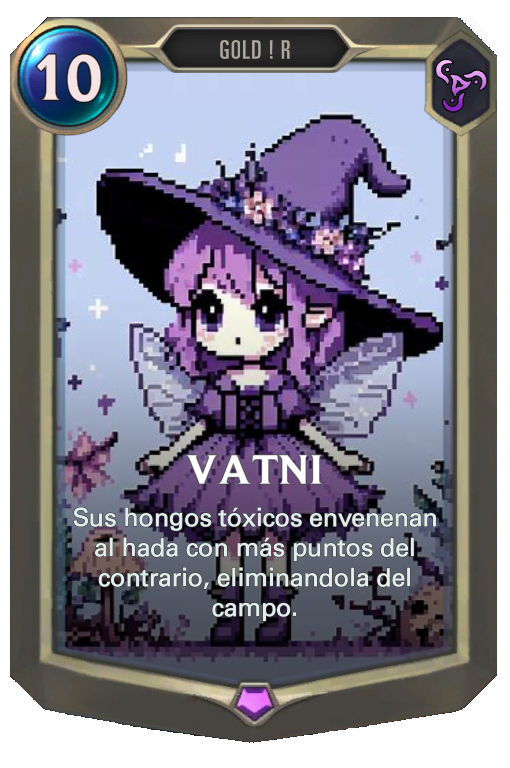 GOLD ! R
10
VATNI
Sus hongos tóxicos envenenan
al hada con más puntos del
contrario, eliminandola del
campo.